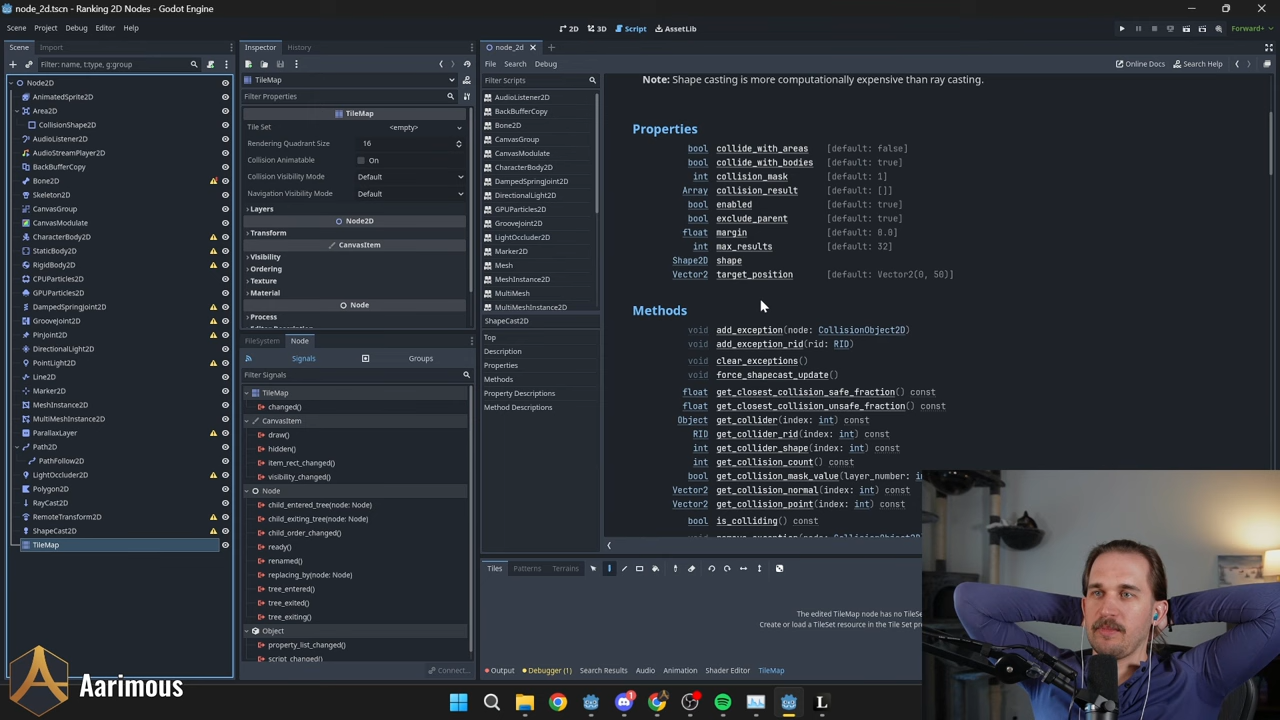 node_2d.tscn - Ranking 2D Nodes - Godot Engine
Scene Project Debug Editor Help
2D 3D Script AssetLib
Forward+
Scene Import
Filter: name, t:type, g:group
Node2D
AnimatedSprite2D
Area2D
CollisionShape2D
AudioListener2D
AudioStreamPlayer2D
BackBufferCopy
Bone2D
Skeleton2D
CanvasGroup
CanvasModulate
CharacterBody2D
StaticBody2D
RigidBody2D
CPUParticles2D
GPUParticles2D
DampedSpringJoint2D
GrooveJoint2D
PinJoint2D
DirectionalLight2D
PointLight2D
Line2D
Marker2D
MeshInstance2D
MultiMeshInstance2D
ParallaxLayer
Path2D
PathFollow2D
LightOccluder2D
Polygon2D
RayCast2D
RemoteTransform2D
ShapeCast2D
TileMap
Aarimous
Inspector History
TileMap
Filter Properties
TileMap
Tile Set <empty>
Rendering Quadrant Size 16
Collision Animatable On
Collision Visibility Mode Default
Navigation Visibility Mode Default
Layers
Node2D
Transform
CanvasItem
Visibility
Ordering
Texture
Material
Node
Process
FileSystem Node
Signals Groups
Filter Signals
TileMap
changed()
CanvasItem
draw()
hidden()
item_rect_changed()
visibility_changed()
Node
child_entered_tree(node: Node)
child_exiting_tree(node: Node)
child_order_changed()
ready()
renamed()
replacing_by(node: Node)
tree_entered()
tree_exited()
tree_exiting()
Object
property_list_changed()
script_changed()
Connect...
node_2d
File Search Debug
Online Docs Search Help
Filter Scripts
AudioListener2D
BackBufferCopy
Bone2D
CanvasGroup
CanvasModulate
CharacterBody2D
DampedSpringJoint2D
DirectionalLight2D
GPUParticles2D
GrooveJoint2D
LightOccluder2D
Marker2D
Mesh
MeshInstance2D
MultiMesh
MultiMeshInstance2D
ShapeCast2D
Top
Description
Properties
Methods
Property Descriptions
Method Descriptions
Note: Shape casting is more computationally expensive than ray casting.
Properties
bool collide_with_areas [default: false]
bool collide_with_bodies [default: true]
int collision_mask [default: 1]
Array collision_result [default: []]
bool enabled [default: true]
bool exclude_parent [default: true]
float margin [default: 0.0]
int max_results [default: 32]
Shape2D shape
Vector2 target_position [default: Vector2(0, 50)]
Methods
void add_exception(node: CollisionObject2D)
void add_exception_rid(rid: RID)
void clear_exceptions()
void force_shapecast_update()
float get_closest_collision_safe_fraction() const
float get_closest_collision_unsafe_fraction() const
Object get_collider(index: int) const
RID get_collider_rid(index: int) const
int get_collider_shape(index: int) const
int get_collision_count() const
bool get_collision_mask_value(layer_number:
Vector2 get_collision_normal(index: int) const
Vector2 get_collision_point(index: int) const
bool is_colliding() const
Tiles Patterns Terrains
The edited TileMap node has no TileSe
Create or load a TileSet resource in the Tile Set pr
Output Debugger (1) Search Results Audio Animation Shader Editor TileMap